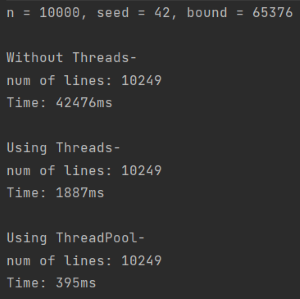 n = 10000, seed = 42, bound = 65376
Without Threads-
num of lines: 10249
Time: 42476ms
Using Threads-
num of lines: 10249
Time: 1887ms
Using ThreadPool-
num of lines: 10249
Time: 395ms